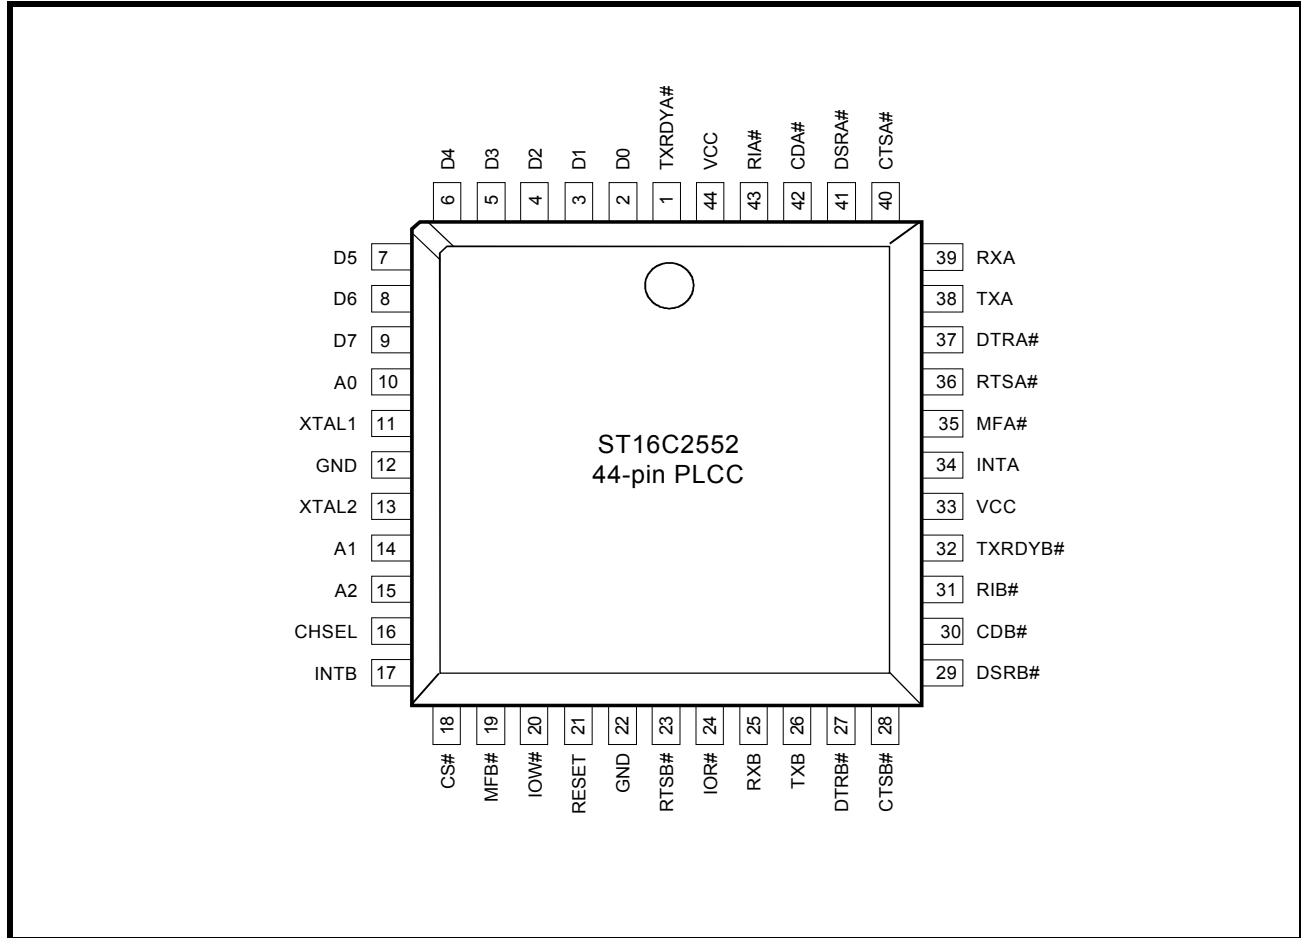 D4 D3 D2 D1 D0 TXRDYA# VCC RIA# CDA# DSRA# CTSA#
6 5 4 3 2 1 44 43 42 41 40
D5 7 39 RXA
D6 8 38 TXA
D7 9 37 DTRA#
A0 10 36 RTSA#
XTAL1 11 35 MFA#
ST16C2552
44-pin PLCC
GND 12 34 INTA
XTAL2 13 33 VCC
A1 14 32 TXRDYB#
A2 15 31 RIB#
CHSEL 16 30 CDB#
INTB 17 29 DSRB#
18 19 20 21 22 23 24 25 26 27 28
CS# MFB# IOW# RESET GND RTSB# IOR# RXB TXB DTRB# CTSB#